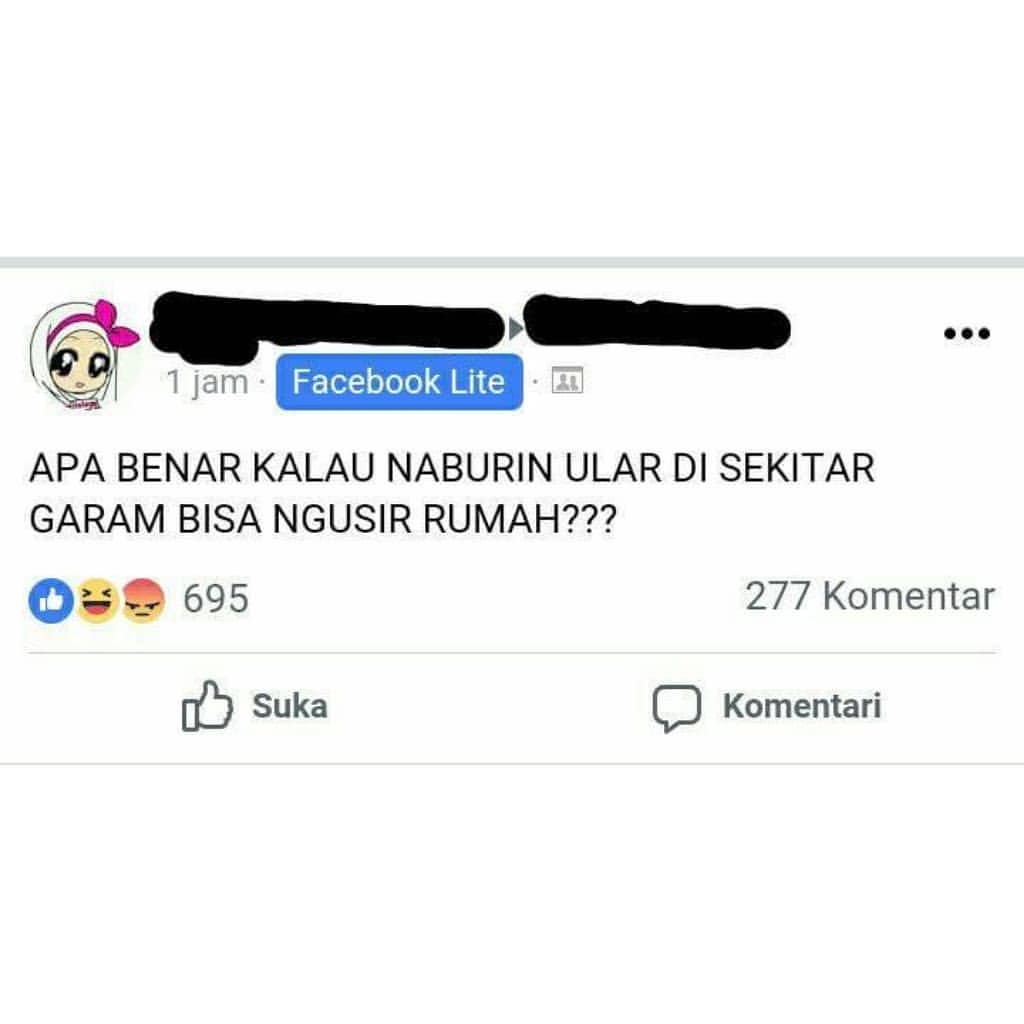 1 jam · Facebook Lite ·
APA BENAR KALAU NABURIN ULAR DI SEKITAR
GARAM BISA NGUSIR RUMAH???
695 277 Komentar
Suka Komentari